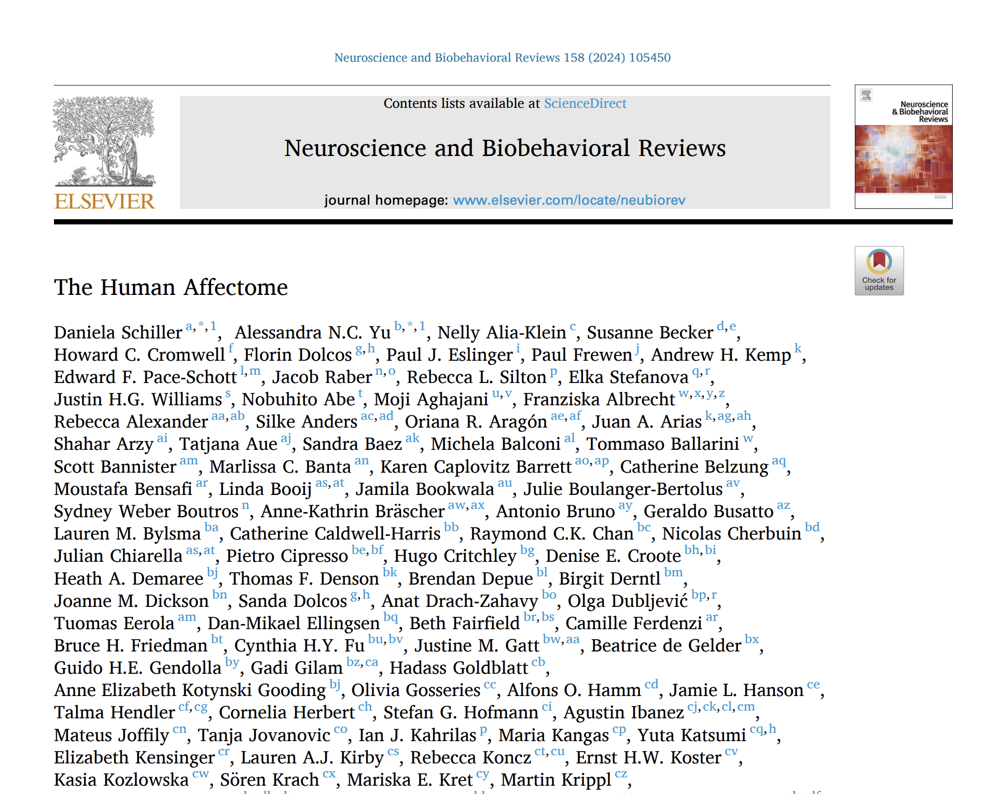 Neuroscience and Biobehavioral Reviews 158 (2024) 105450
Contents lists available at ScienceDirect
Neuroscience and Biobehavioral Reviews
journal homepage: www.elsevier.com/locate/neubiorev
NON SOLUS
ELSEVIER
ELSEVIER
Neuroscience
& Biobehavioral
Reviews
Check for
updates
The Human Affectome
Daniela Schiller a,*,1, Alessandra N.C. Yu b,*,1, Nelly Alia-Klein c, Susanne Becker d,e,
Howard C. Cromwell f, Florin Dolcos g,h, Paul J. Eslinger i, Paul Frewen j, Andrew H. Kemp k,
Edward F. Pace-Schott l,m, Jacob Raber n,o, Rebecca L. Silton p, Elka Stefanova q,r,
Justin H.G. Williams s, Nobuhito Abe t, Moji Aghajani u,v, Franziska Albrecht w,x,y,z,
Rebecca Alexander aa,ab, Silke Anders ac,ad, Oriana R. Aragón ae,af, Juan A. Arias k,ag,ah,
Shahar Arzy ai, Tatjana Aue aj, Sandra Baez ak, Michela Balconi al, Tommaso Ballarini w,
Scott Bannister am, Marlissa C. Banta an, Karen Caplovitz Barrett ao,ap, Catherine Belzung aq,
Moustafa Bensafi ar, Linda Booij as,at, Jamila Bookwala au, Julie Boulanger-Bertolus av,
Sydney Weber Boutros n, Anne-Kathrin Bräscher aw,ax, Antonio Bruno ay, Geraldo Busatto az,
Lauren M. Bylsma ba, Catherine Caldwell-Harris bb, Raymond C.K. Chan bc, Nicolas Cherbuin bd,
Julian Chiarella as,at, Pietro Cipresso be,bf, Hugo Critchley bg, Denise E. Croote bh,bi,
Heath A. Demaree bj, Thomas F. Denson bk, Brendan Depue bl, Birgit Derntl bm,
Joanne M. Dickson bn, Sanda Dolcos g,h, Anat Drach-Zahavy bo, Olga Dubljević bp,r,
Tuomas Eerola am, Dan-Mikael Ellingsen bq, Beth Fairfield br,bs, Camille Ferdenzi ar,
Bruce H. Friedman bt, Cynthia H.Y. Fu bu,bv, Justine M. Gatt bw,aa, Beatrice de Gelder bx,
Guido H.E. Gendolla by, Gadi Gilam bz,ca, Hadass Goldblatt cb,
Anne Elizabeth Kotynski Gooding bj, Olivia Gosseries cc, Alfons O. Hamm cd, Jamie L. Hanson ce,
Talma Hendler cf,cg, Cornelia Herbert ch, Stefan G. Hofmann ci, Agustin Ibanez cj,ck,cl,cm,
Mateus Joffily cn, Tanja Jovanovic co, Ian J. Kahrilas p, Maria Kangas cp, Yuta Katsumi cq,h,
Elizabeth Kensinger cr, Lauren A.J. Kirby cs, Rebecca Koncz ct,cu, Ernst H.W. Koster cv,
Kasia Kozlowska cw, Sören Krach cx, Mariska E. Kret cy, Martin Krippl cz,